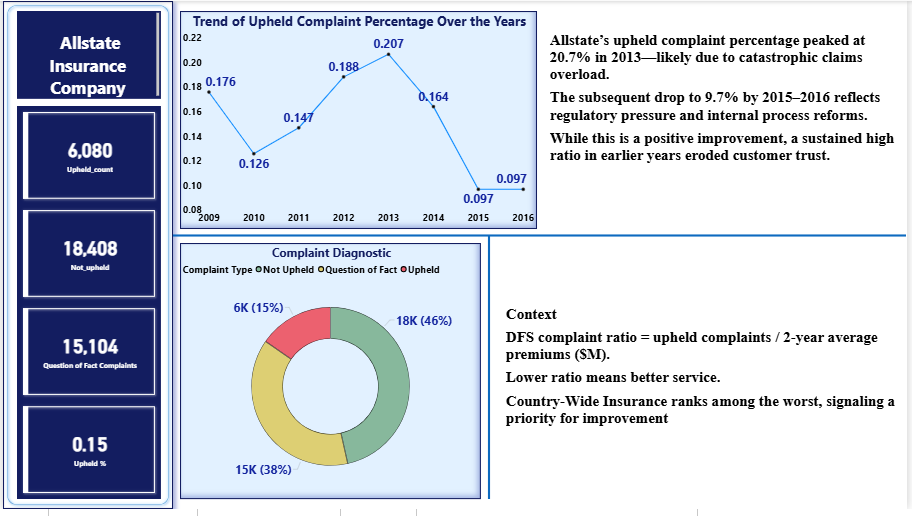 Allstate
Insurance
Company
6,080
Upheld_count
18,408
Not_upheld
15,104
Question of Fact Complaints
0.15
Upheld %
Trend of Upheld Complaint Percentage Over the Years
0.22
0.20
0.18
0.16
0.14
0.12
0.10
0.08
0.176
0.126
0.147
0.188
0.207
0.164
0.097
0.097
2009 2010 2011 2012 2013 2014 2015 2016
Allstate’s upheld complaint percentage peaked at
20.7% in 2013—likely due to catastrophic claims
overload.
The subsequent drop to 9.7% by 2015–2016 reflects
regulatory pressure and internal process reforms.
While this is a positive improvement, a sustained high
ratio in earlier years eroded customer trust.
Complaint Diagnostic
Complaint Type Not Upheld Question of Fact Upheld
6K (15%)
18K (46%)
15K (38%)
Context
DFS complaint ratio = upheld complaints / 2-year average
premiums ($M).
Lower ratio means better service.
Country-Wide Insurance ranks among the worst, signaling a
priority for improvement